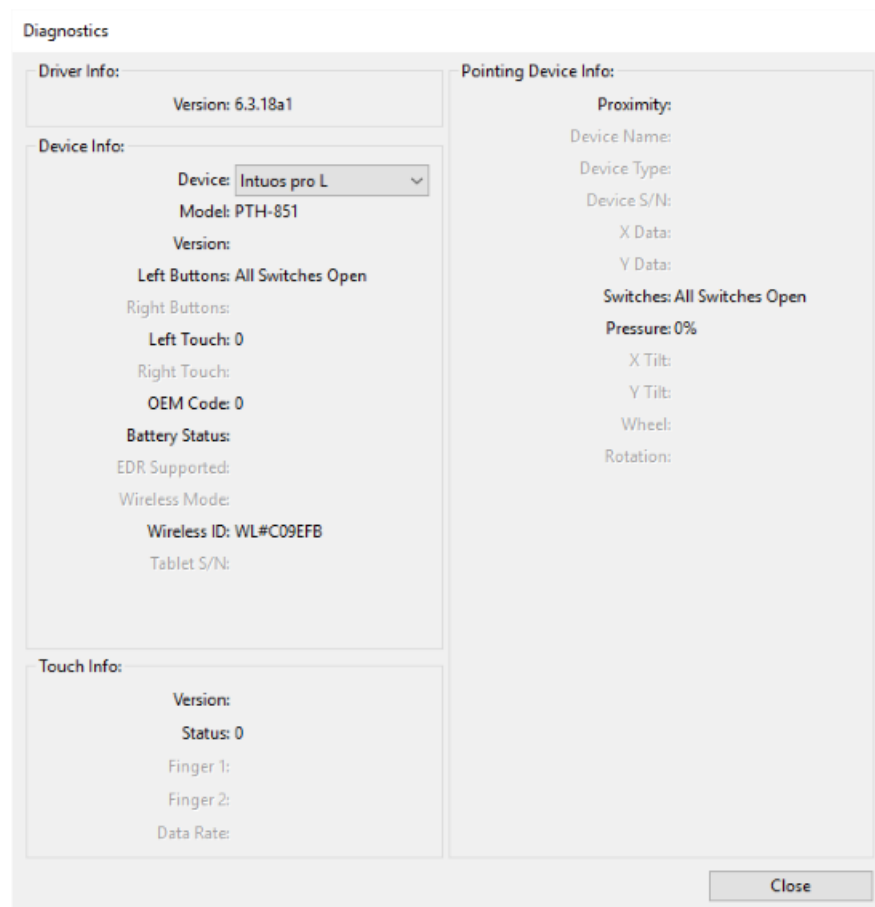 Diagnostics
Driver Info:
Version: 6.3.18a1
Device Info:
Device: Intuos pro L
Model: PTH-851
Version:
Left Buttons: All Switches Open
Right Buttons:
Left Touch: 0
Right Touch:
OEM Code: 0
Battery Status:
EDR Supported:
Wireless Mode:
Wireless ID: WL#C09EFB
Tablet S/N:
Touch Info:
Version:
Status: 0
Finger 1:
Finger 2:
Data Rate:
Pointing Device Info:
Proximity:
Device Name:
Device Type:
Device S/N:
X Data:
Y Data:
Switches: All Switches Open
Pressure: 0%
X Tilt:
Y Tilt:
Wheel:
Rotation:
Close